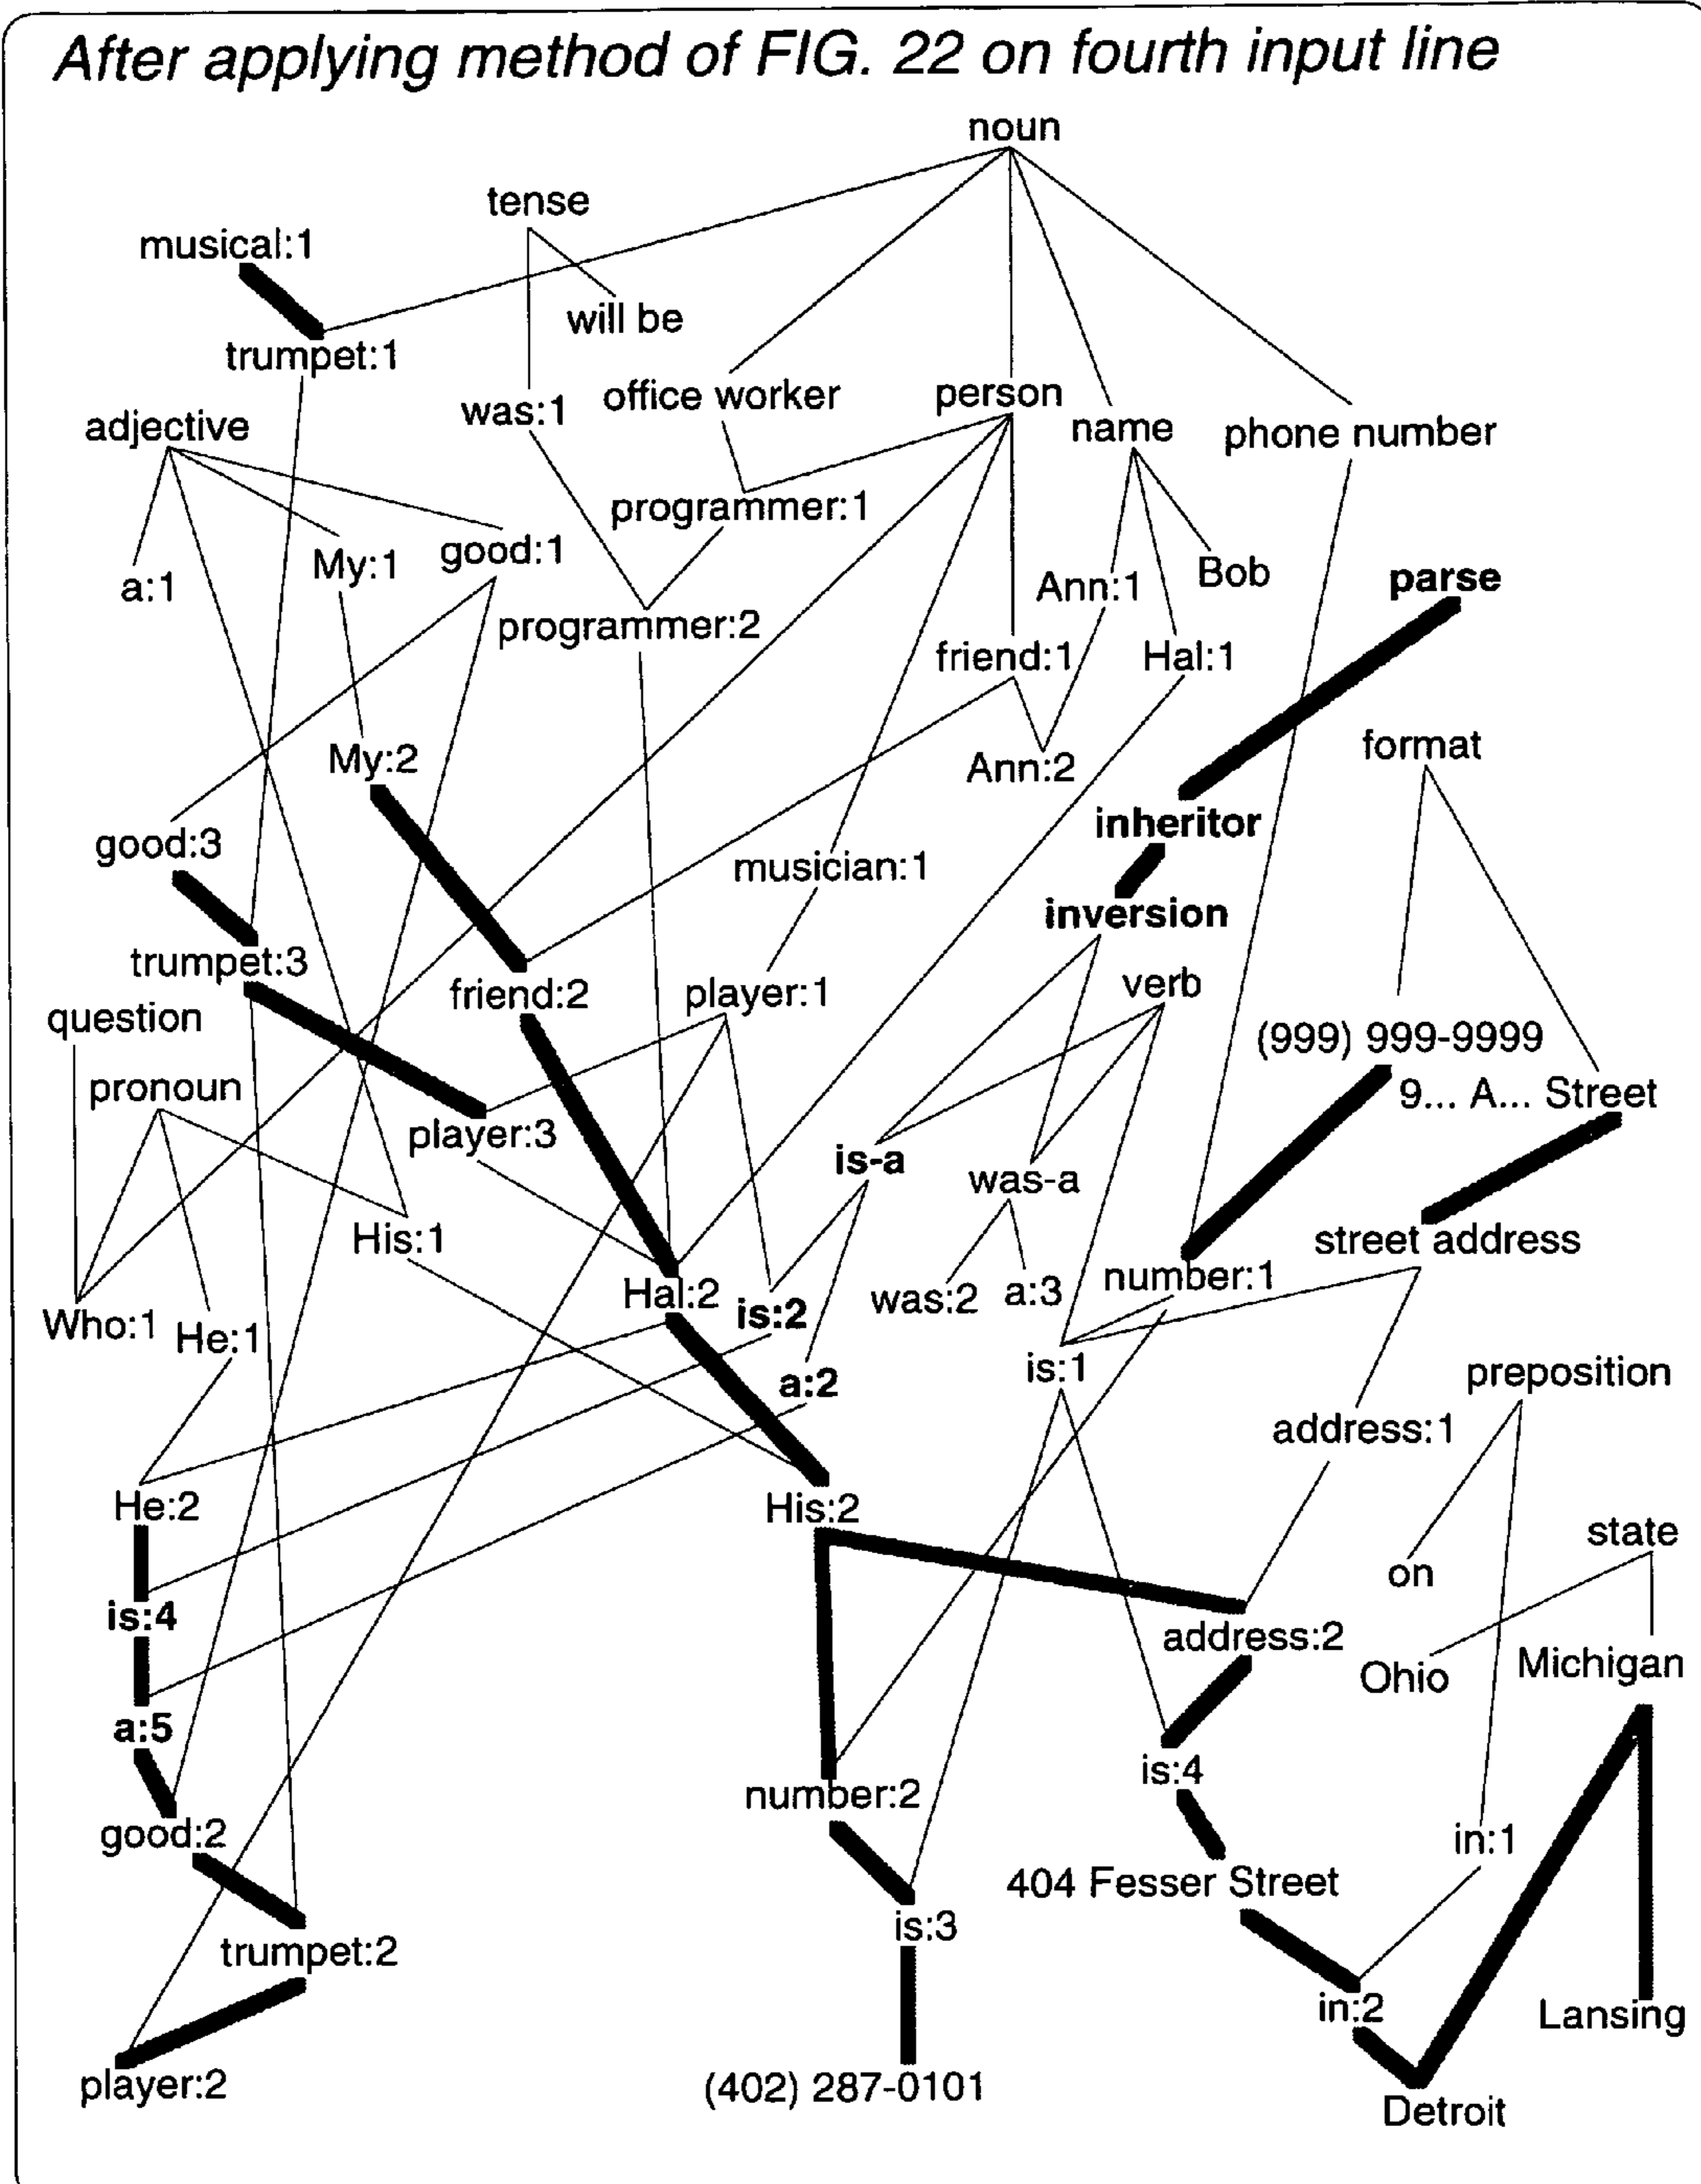 After applying method of FIG. 22 on fourth input line
noun
tense
musical:1
will be
trumpet:1
office worker
person
was:1
adjective
name
phone number
programmer:1
good:1
My:1
a:1
Ann:1
Bob
parse
programmer:2
friend:1
Hal:1
format
My:2
Ann:2
inheritor
good:3
musician:1
inversion
trumpet:3
verb
friend:2
player:1
question
(999) 999-9999
pronoun
9... A... Street
player:3
is-a
was-a
His:1
street address
number:1
Hal:2
was:2
a:3
is:2
Who:1
He:1
is:1
preposition
a:2
address:1
He:2
His:2
state
on
is:4
address:2
Ohio
Michigan
a:5
is:4
number:2
good:2
in:1
404 Fesser Street
is:3
trumpet:2
in:2
Lansing
player:2
(402) 287-0101
Detroit